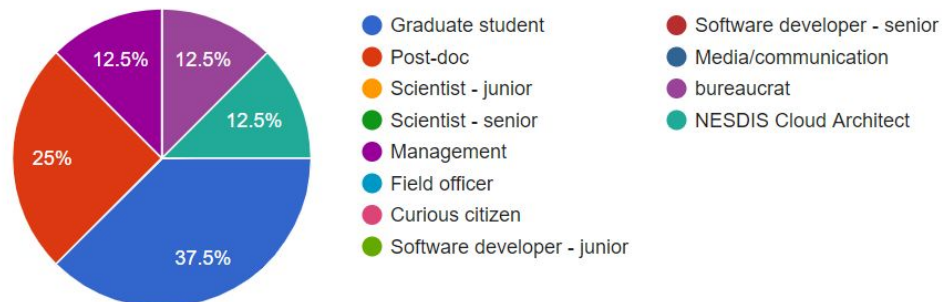 12.5%
12.5%
12.5%
25%
37.5%
Graduate student
Post-doc
Scientist - junior
Scientist - senior
Management
Field officer
Curious citizen
Software developer - junior
Software developer - senior
Media/communication
bureaucrat
NESDIS Cloud Architect